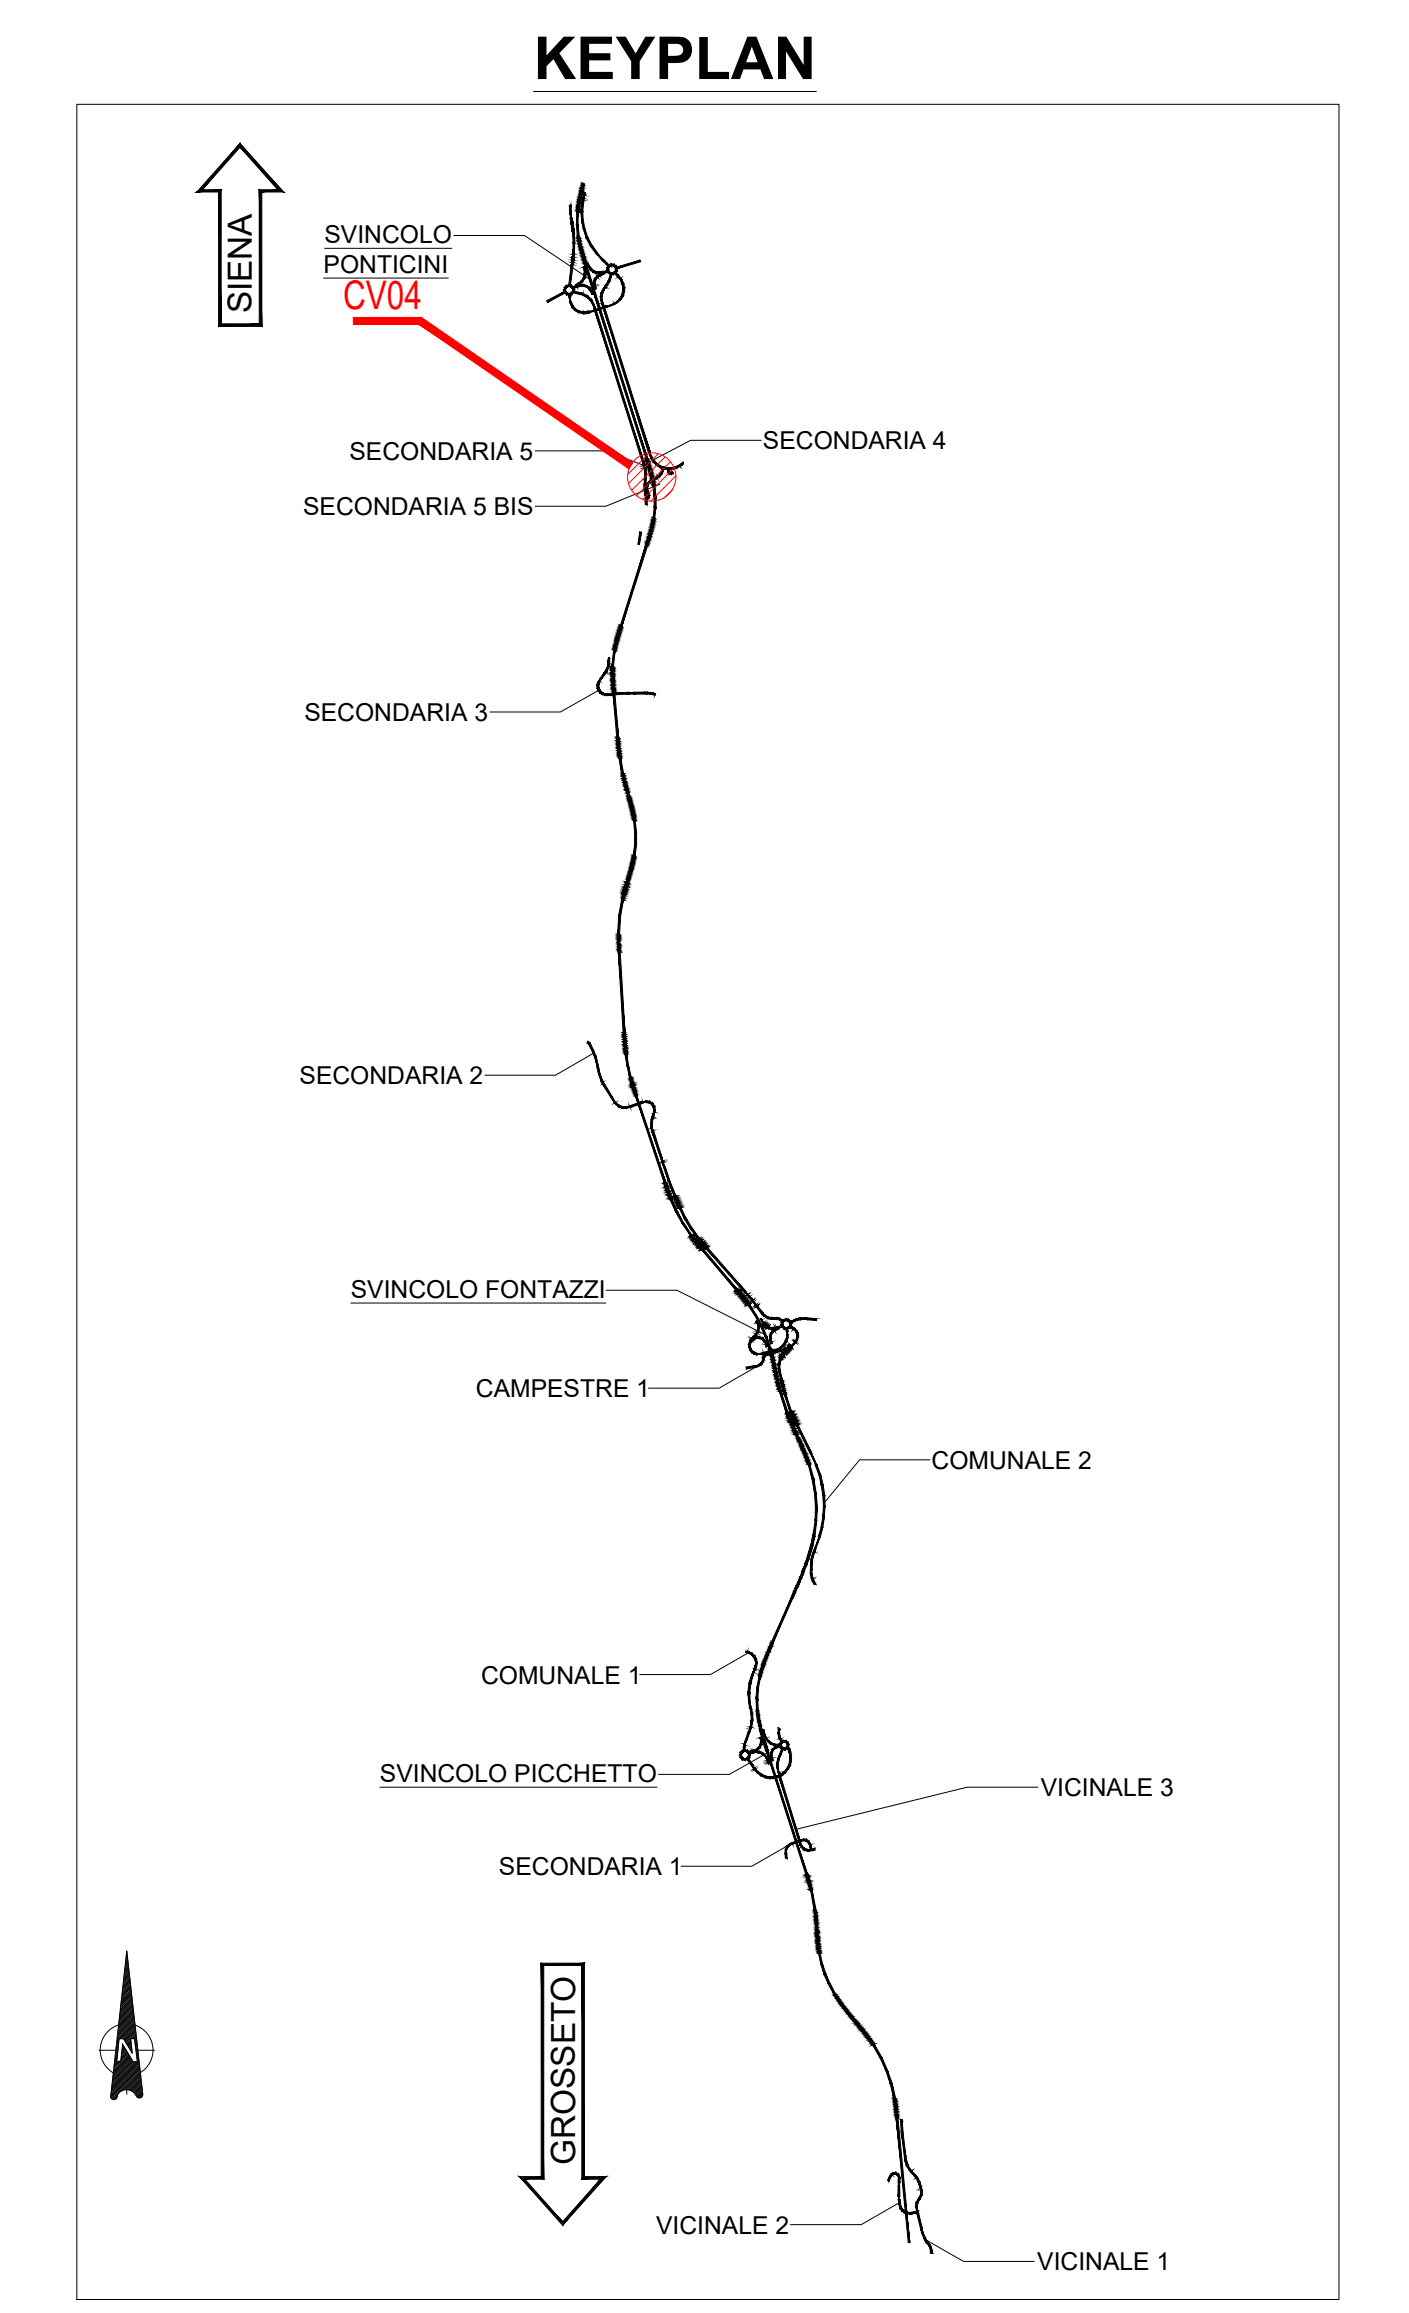 KEYPLAN
SIENA
SVINCOLO
PONTICINI
CV04
SECONDARIA 4
SECONDARIA 5
SECONDARIA 5 BIS
SECONDARIA 3
SECONDARIA 2
SVINCOLO FONTAZZI
CAMPESTRE 1
COMUNALE 2
COMUNALE 1
SVINCOLO PICCHETTO
VICINALE 3
SECONDARIA 1
N
GROSSETO
VICINALE 2
VICINALE 1